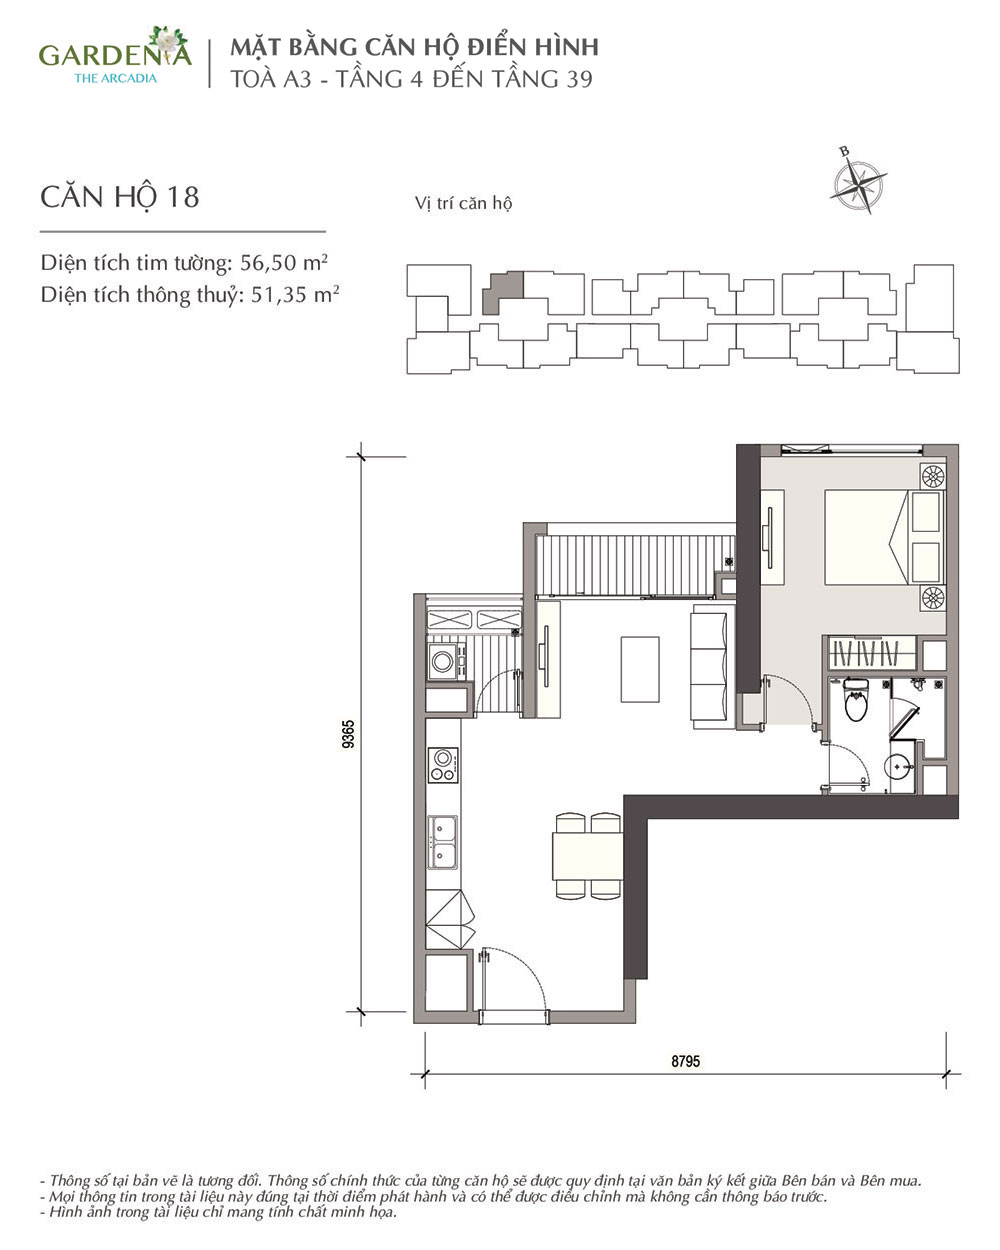 GARDENIA
THE ARCADIA
MẶT BẰNG CĂN HỘ ĐIỂN HÌNH
TOÀ A3 - TẦNG 4 ĐẾN TẦNG 39
B
CĂN HỘ 18
Vị trí căn hộ
Diện tích tim tường: 56,50 m²
Diện tích thông thuỷ: 51,35 m²
9365
8795
- Thông số tại bản vẽ là tương đối. Thông số chính thức của từng căn hộ sẽ được quy định tại văn bản ký kết giữa Bên bán và Bên mua.
- Mọi thông tin trong tài liệu này đúng tại thời điểm phát hành và có thể được điều chỉnh mà không cần thông báo trước.
- Hình ảnh trong tài liệu chỉ mang tính chất minh họa.